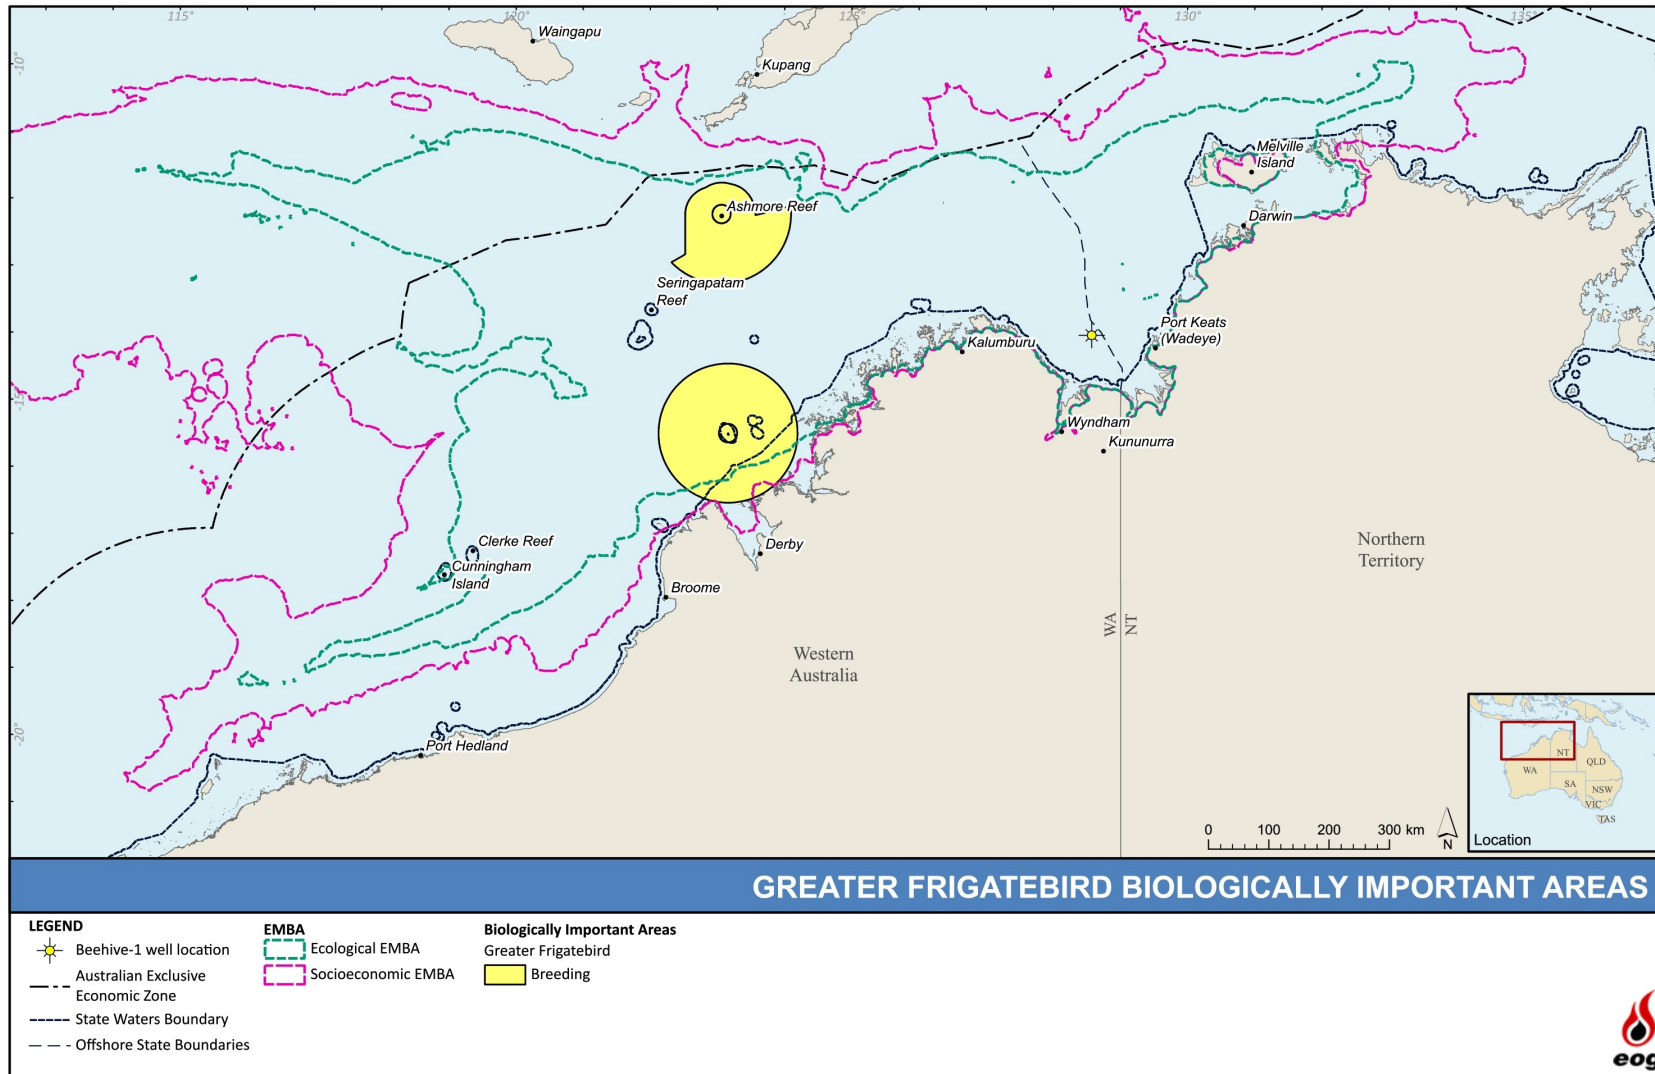 115°
120°
125°
130°
135°
-10°
-15°
-20°
Waingapu
Kupang
Melville
Island
Ashmore Reef
Darwin
Seringapatam
Reef
Port Keats
(Wadeye)
Kalumburu
Wyndham
Kununurra
Clerke Reef
Cunningham
Island
Derby
Broome
Northern
Territory
WA
NT
Western
Australia
Port Hedland
0 100 200 300 km
N
NT
QLD
WA
SA
NSW
VIC
TAS
Location
GREATER FRIGATEBIRD BIOLOGICALLY IMPORTANT AREAS
LEGEND
Beehive-1 well location
Australian Exclusive
Economic Zone
State Waters Boundary
Offshore State Boundaries
EMBA
Ecological EMBA
Socioeconomic EMBA
Biologically Important Areas
Greater Frigatebird
Breeding
eog